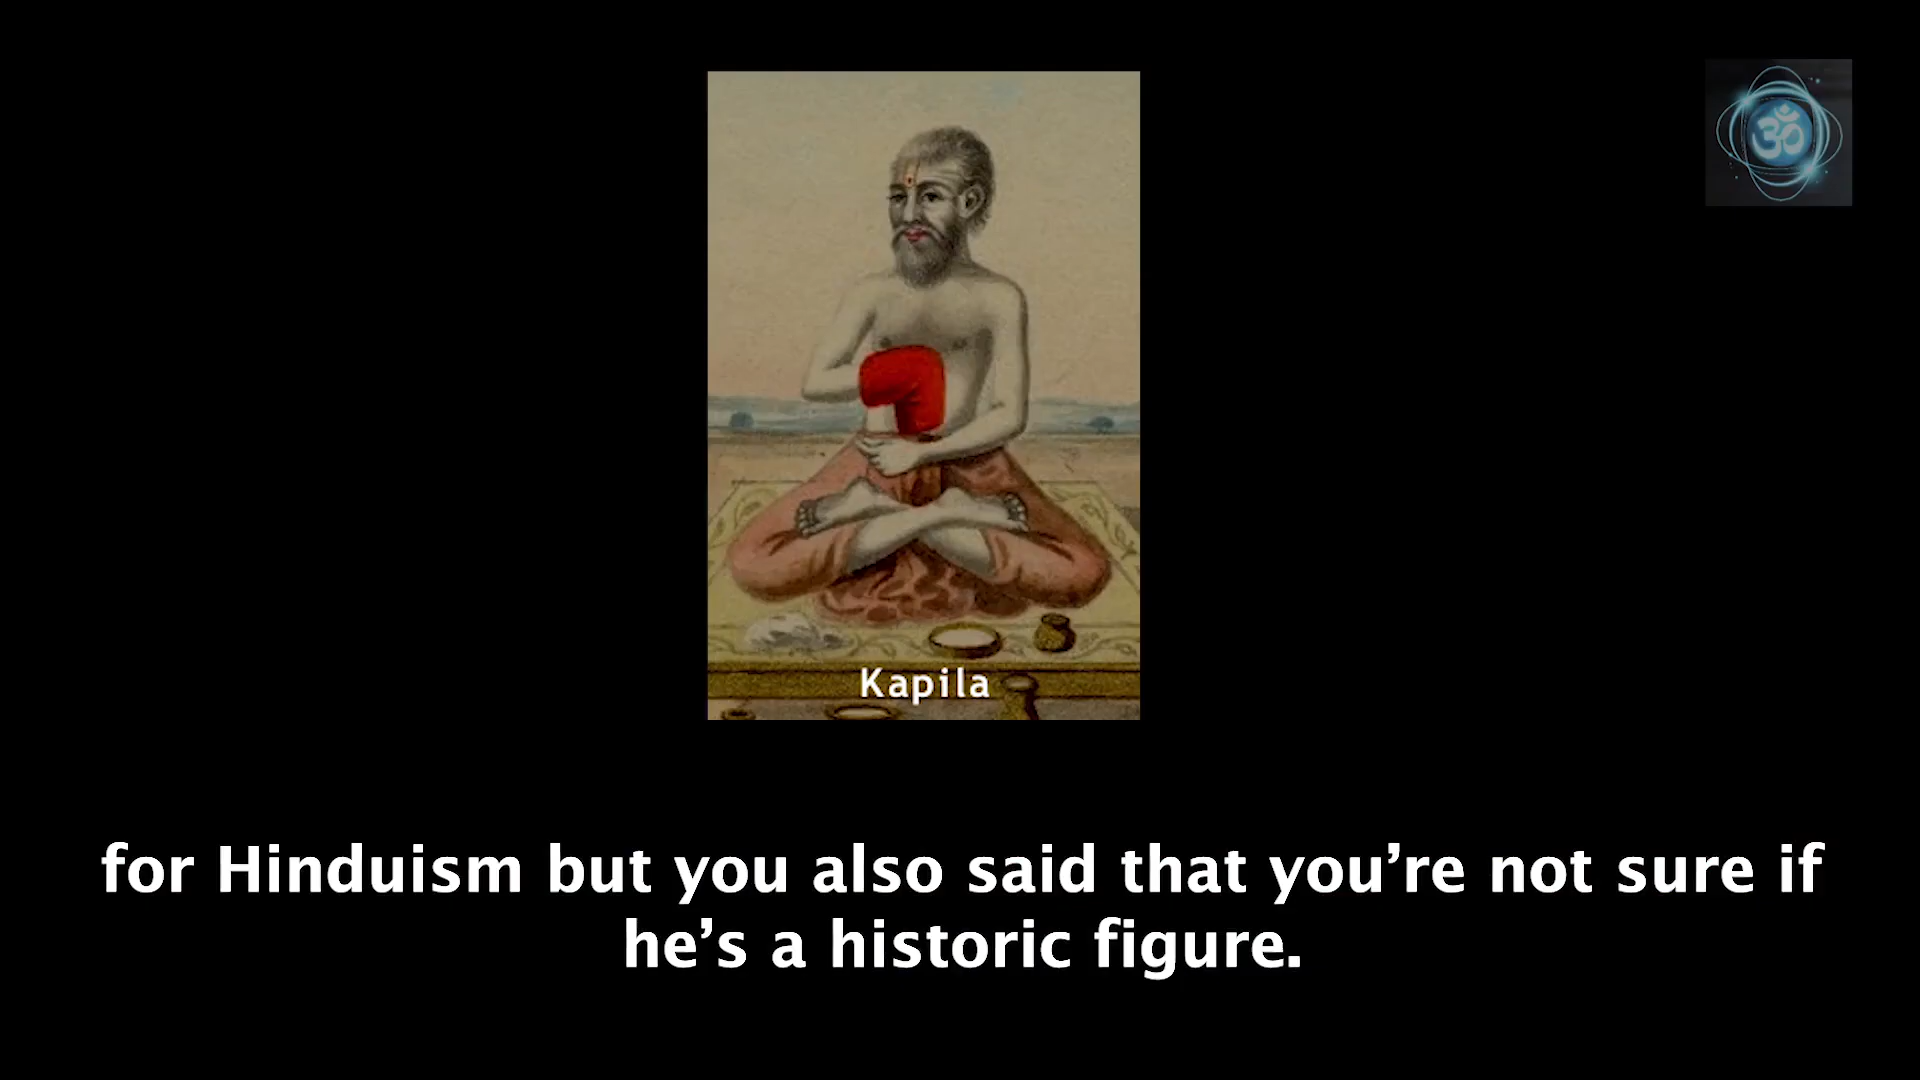 ॐ
Kapila
for Hinduism but you also said that you’re not sure if
he’s a historic figure.